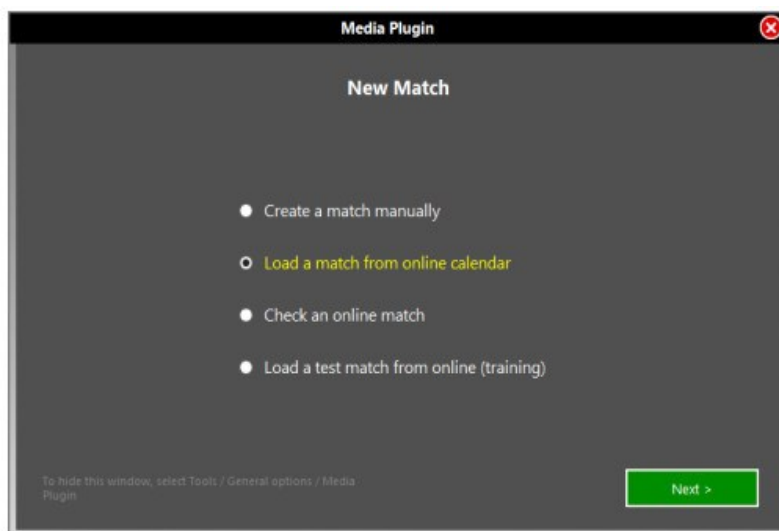 Media Plugin
New Match
Create a match manually
Load a match from online calendar
Check an online match
Load a test match from online (training)
To hide this window, select Tools / General options / Media
Plugin
Next >